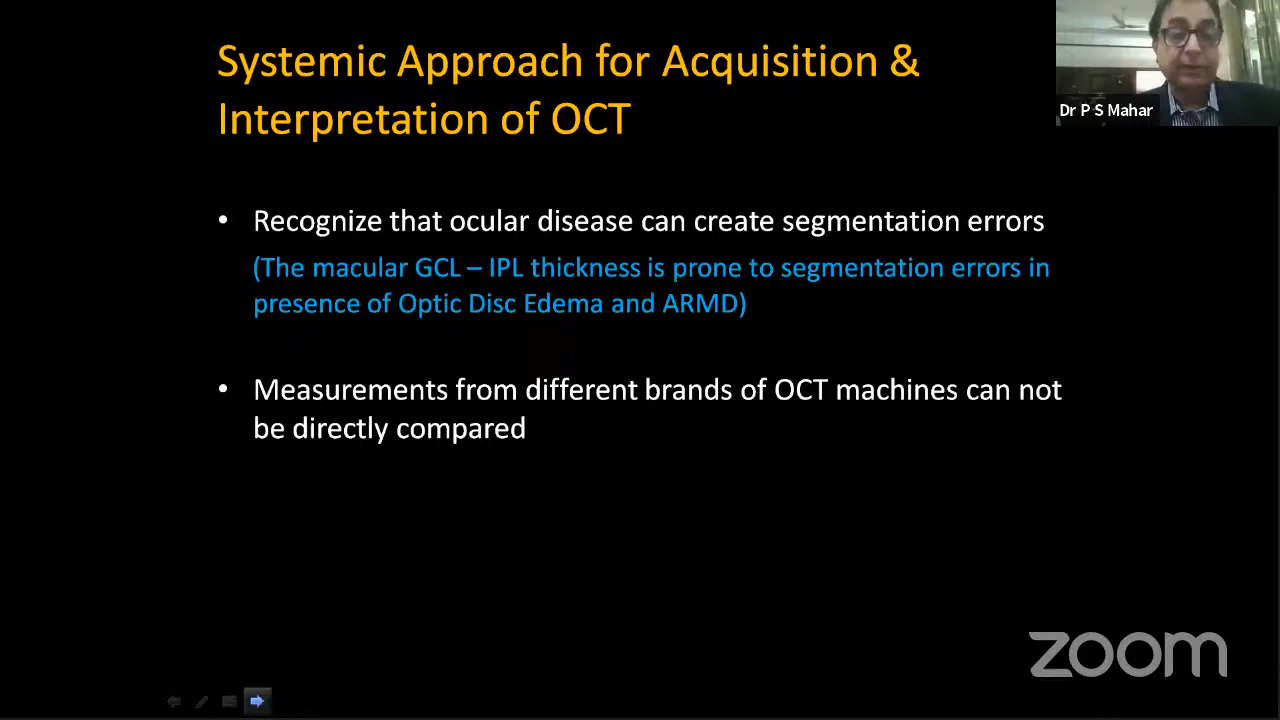 Systemic Approach for Acquisition &
Interpretation of OCT
Dr P S Mahar
• Recognize that ocular disease can create segmentation errors
(The macular GCL – IPL thickness is prone to segmentation errors in
presence of Optic Disc Edema and ARMD)
• Measurements from different brands of OCT machines can not
be directly compared
zoom